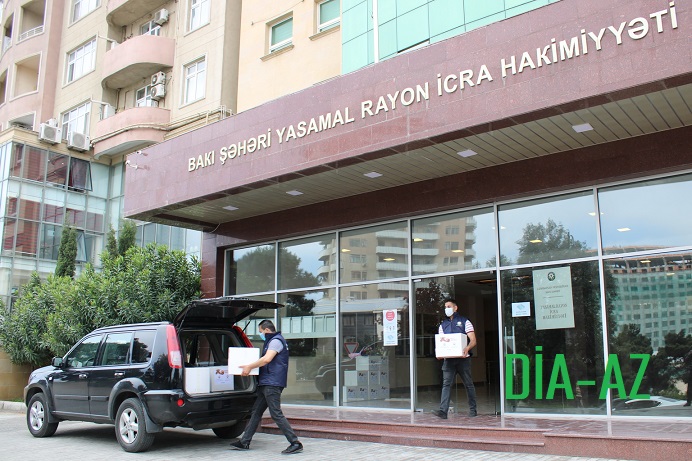 BAKI ŞƏHƏRİ YASAMAL RAYON İCRA HAKİMİYYƏTİ
DİA-AZ